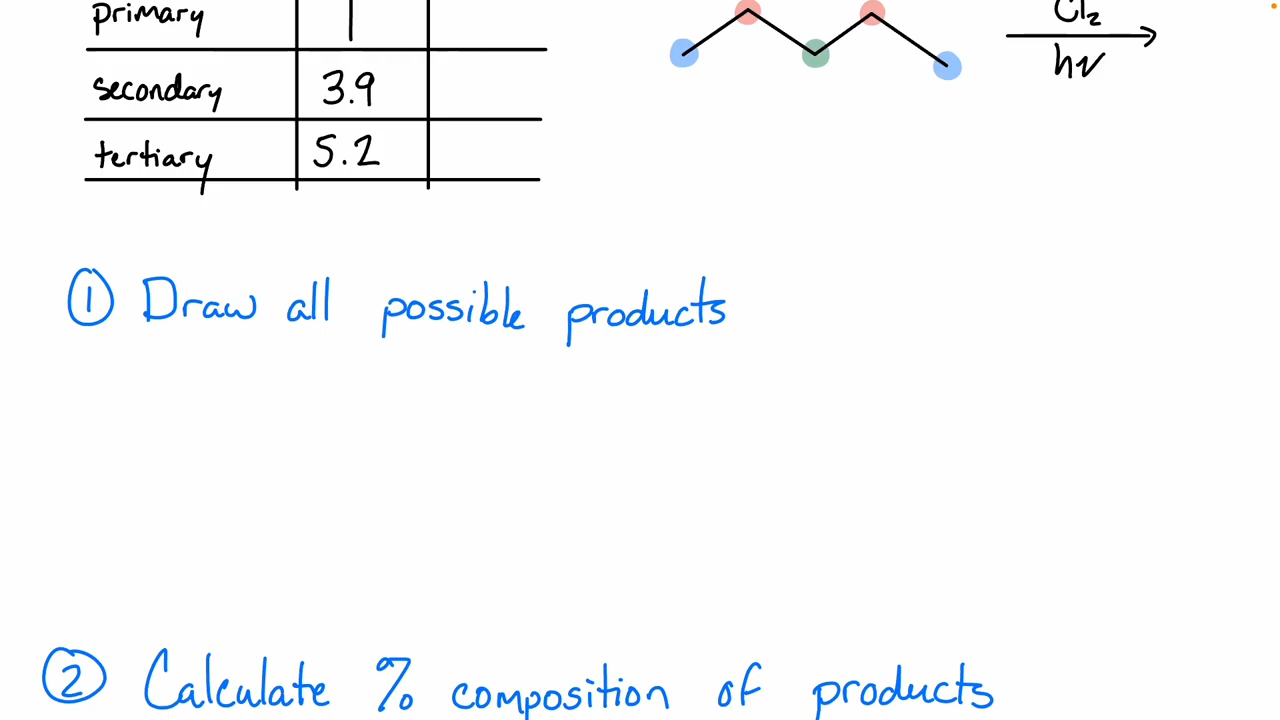 primary 1
secondary 3.9
tertiary 5.2
Cl2
hν
① Draw all possible products
② Calculate % composition of products